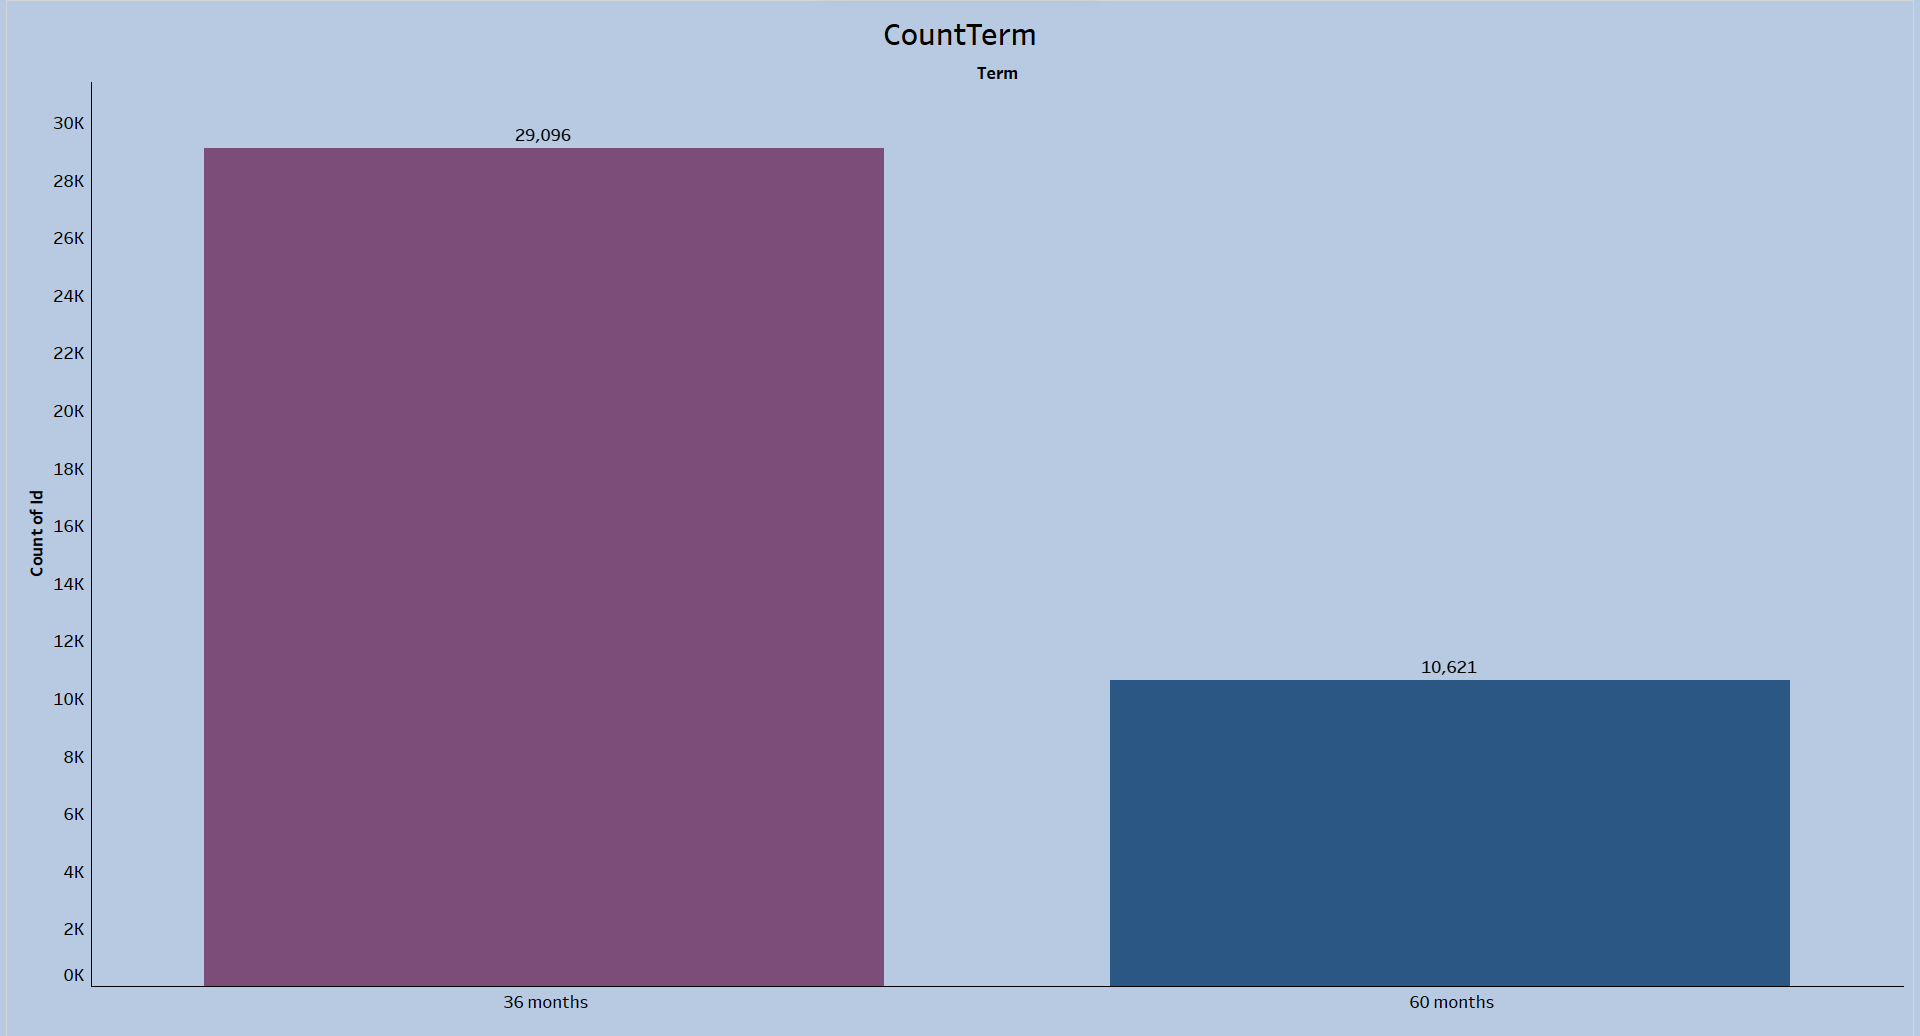 CountTerm
Term
30K
29,096
28K
26K
24K
22K
20K
18K
Count of Id
16K
14K
12K
10,621
10K
8K
6K
4K
2K
0K
36 months
60 months